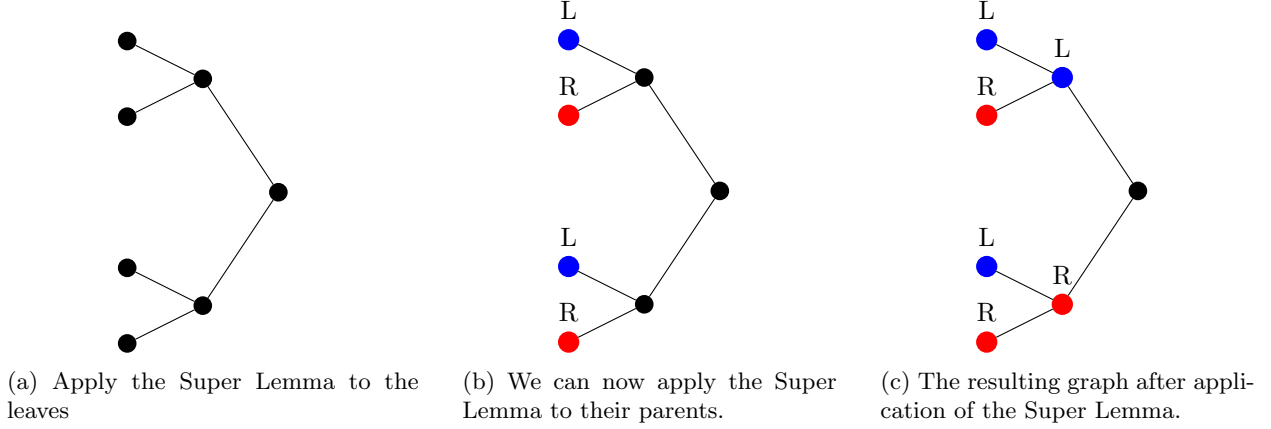 L
R
L
R
L
R
L
R
L
R
(a) Apply the Super Lemma to the
leaves
(b) We can now apply the Super
Lemma to their parents.
(c) The resulting graph after appli-
cation of the Super Lemma.